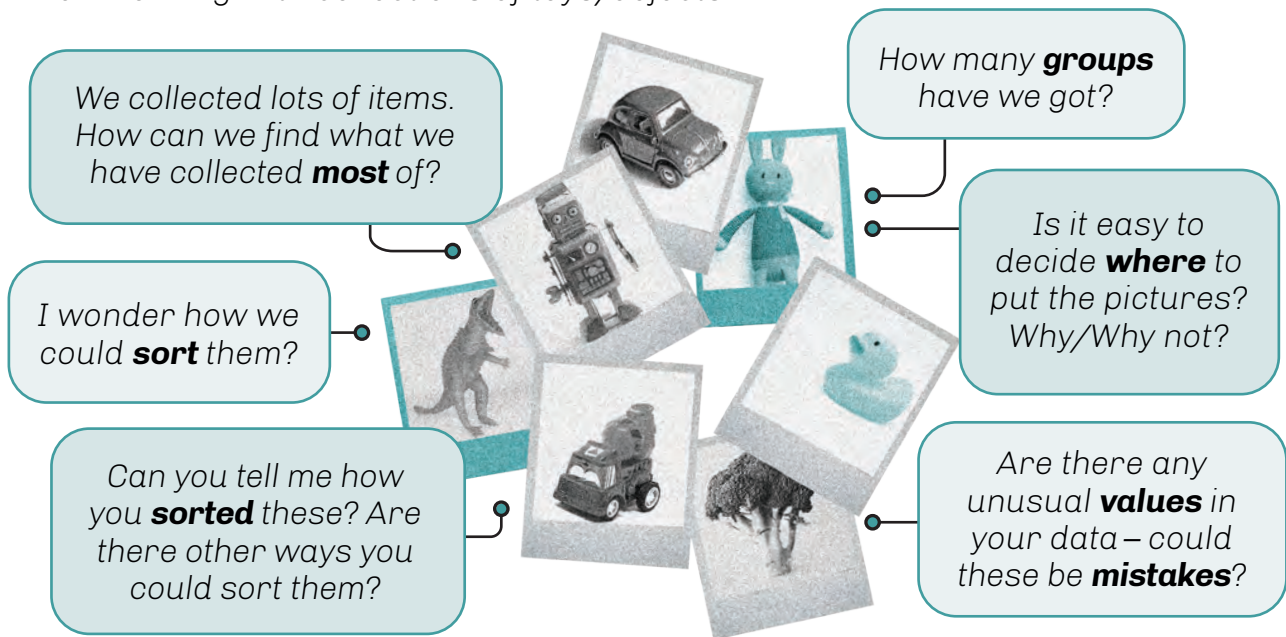 We collected lots of items.
How can we find what we
have collected most of?
How many groups
have we got?
Is it easy to
decide where to
put the pictures?
Why/Why not?
I wonder how we
could sort them?
Can you tell me how
you sorted these? Are
there other ways you
could sort them?
Are there any
unusual values in
your data – could
these be mistakes?